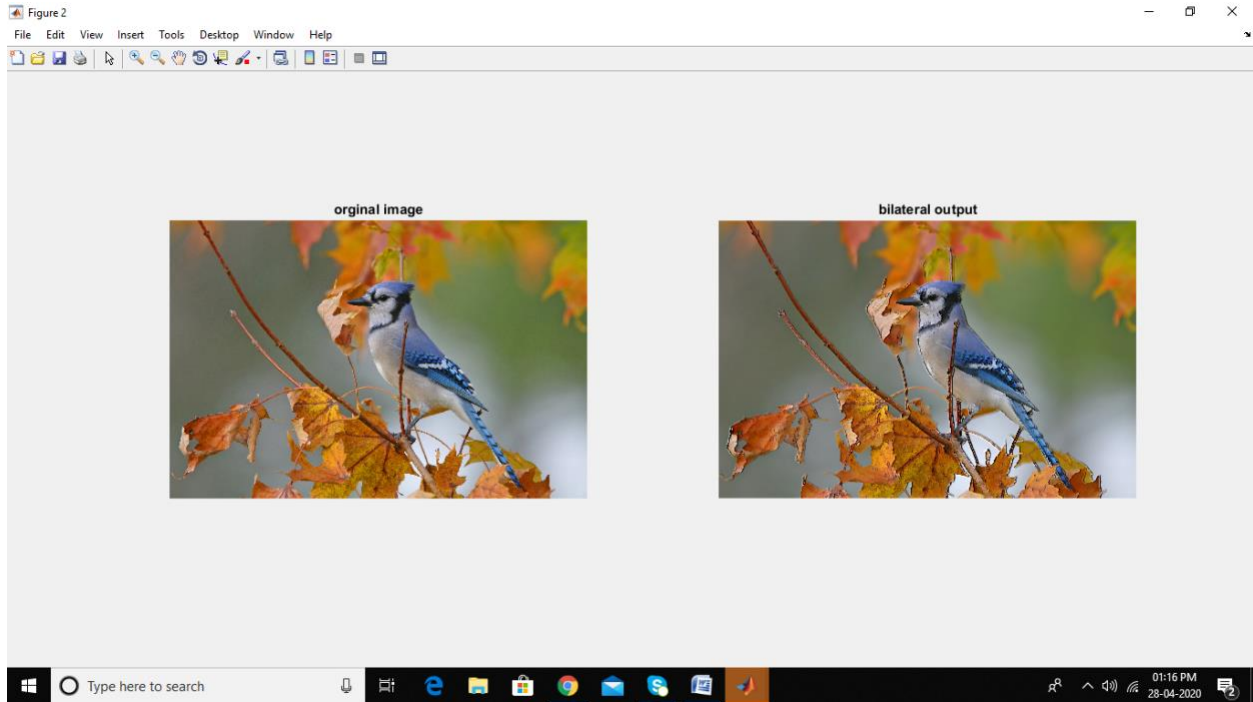 Figure 2
File Edit View Insert Tools Desktop Window Help
orginal image
bilateral output
Type here to search
01:16 PM
28-04-2020
2